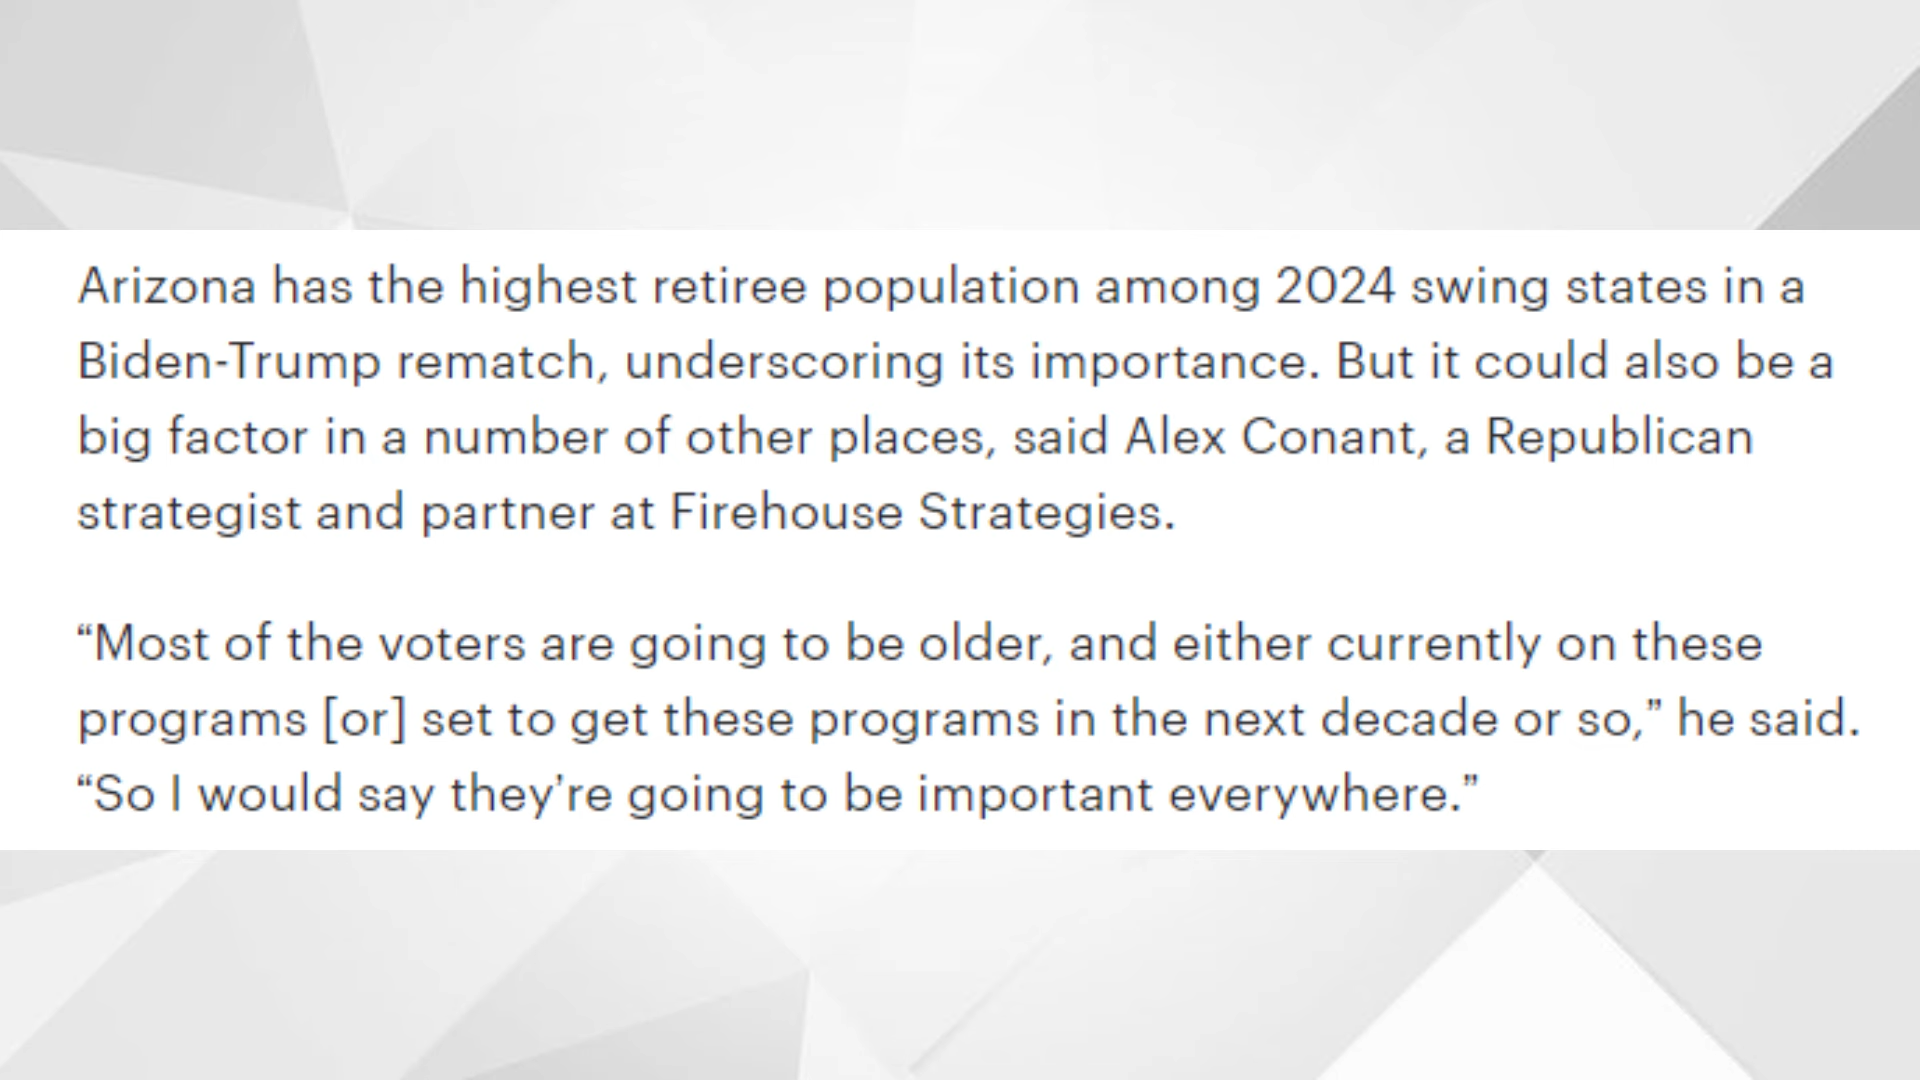 Arizona has the highest retiree population among 2024 swing states in a
Biden-Trump rematch, underscoring its importance. But it could also be a
big factor in a number of other places, said Alex Conant, a Republican
strategist and partner at Firehouse Strategies.
“Most of the voters are going to be older, and either currently on these
programs [or] set to get these programs in the next decade or so,” he said.
“So I would say they’re going to be important everywhere.”